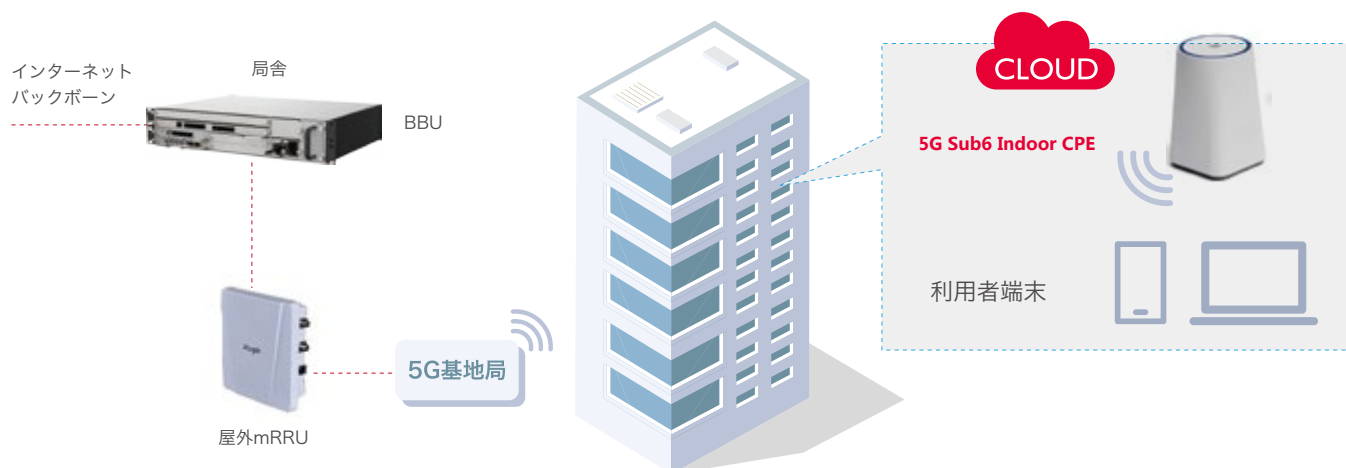 インターネット
バックボーン
局舎
BBU
屋外mRRU
5G基地局
CLOUD
5G Sub6 Indoor CPE
利用者端末